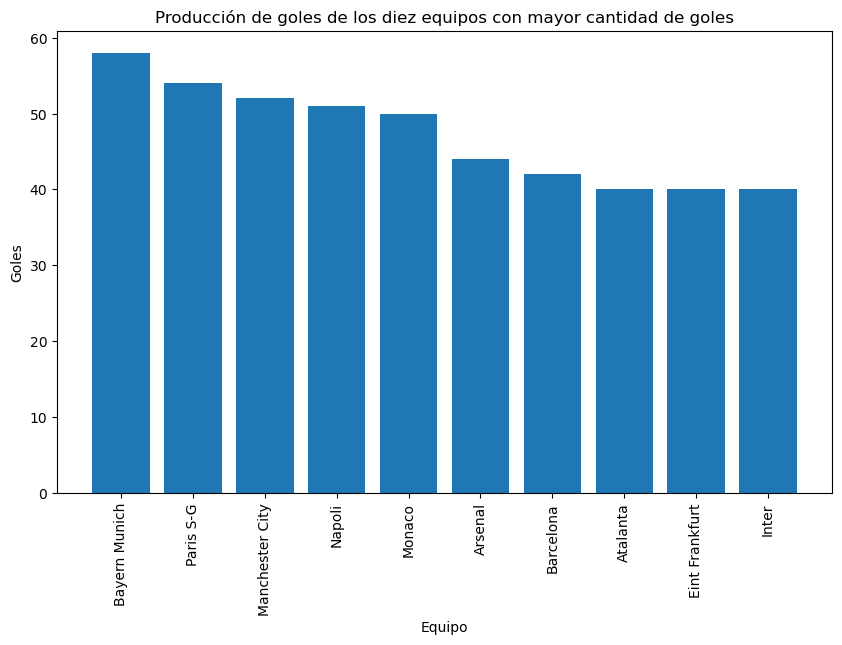 Producción de goles de los diez equipos con mayor cantidad de goles
Goles
60
50
40
30
20
10
0
Bayern Munich
Paris S-G
Manchester City
Napoli
Monaco
Arsenal
Barcelona
Atalanta
Eint Frankfurt
Inter
Equipo